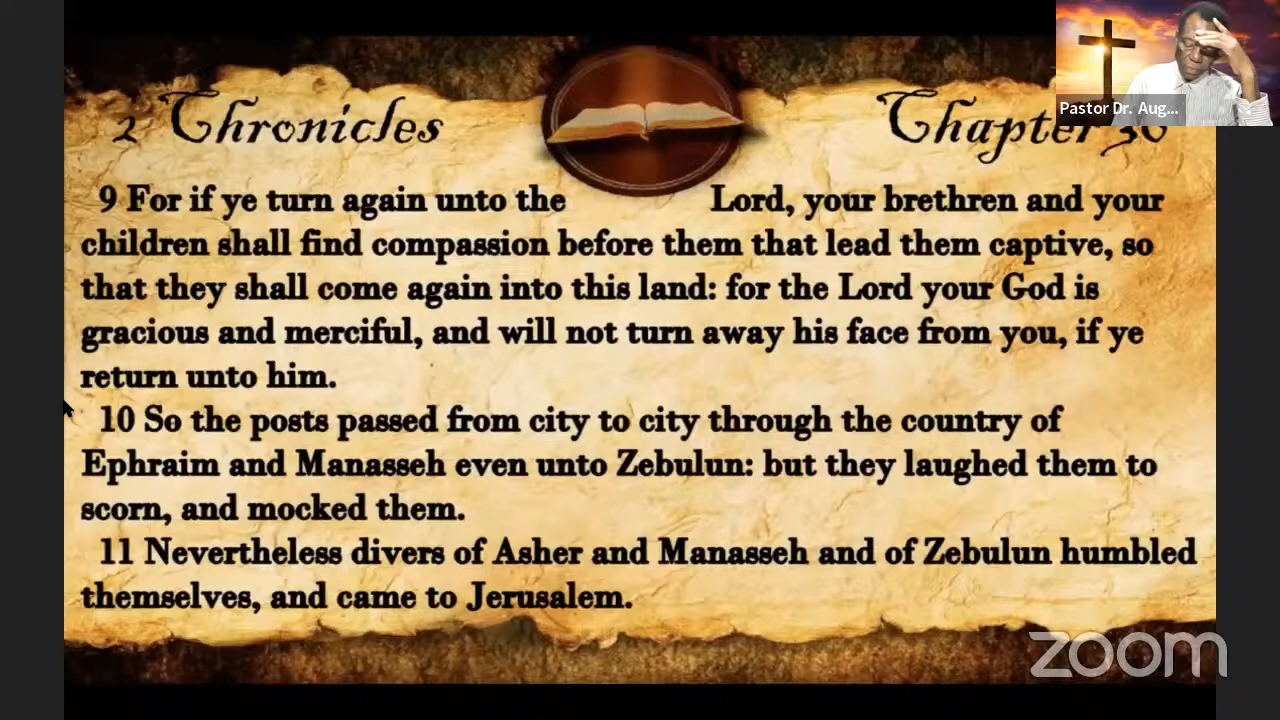 2 Chronicles
Chapter 30
Pastor Dr. Aug...
9 For if ye turn again unto the Lord, your brethren and your
children shall find compassion before them that lead them captive, so
that they shall come again into this land: for the Lord your God is
gracious and merciful, and will not turn away his face from you, if ye
return unto him.
10 So the posts passed from city to city through the country of
Ephraim and Manasseh even unto Zebulun: but they laughed them to
scorn, and mocked them.
11 Nevertheless divers of Asher and Manasseh and of Zebulun humbled
themselves, and came to Jerusalem.
zoom